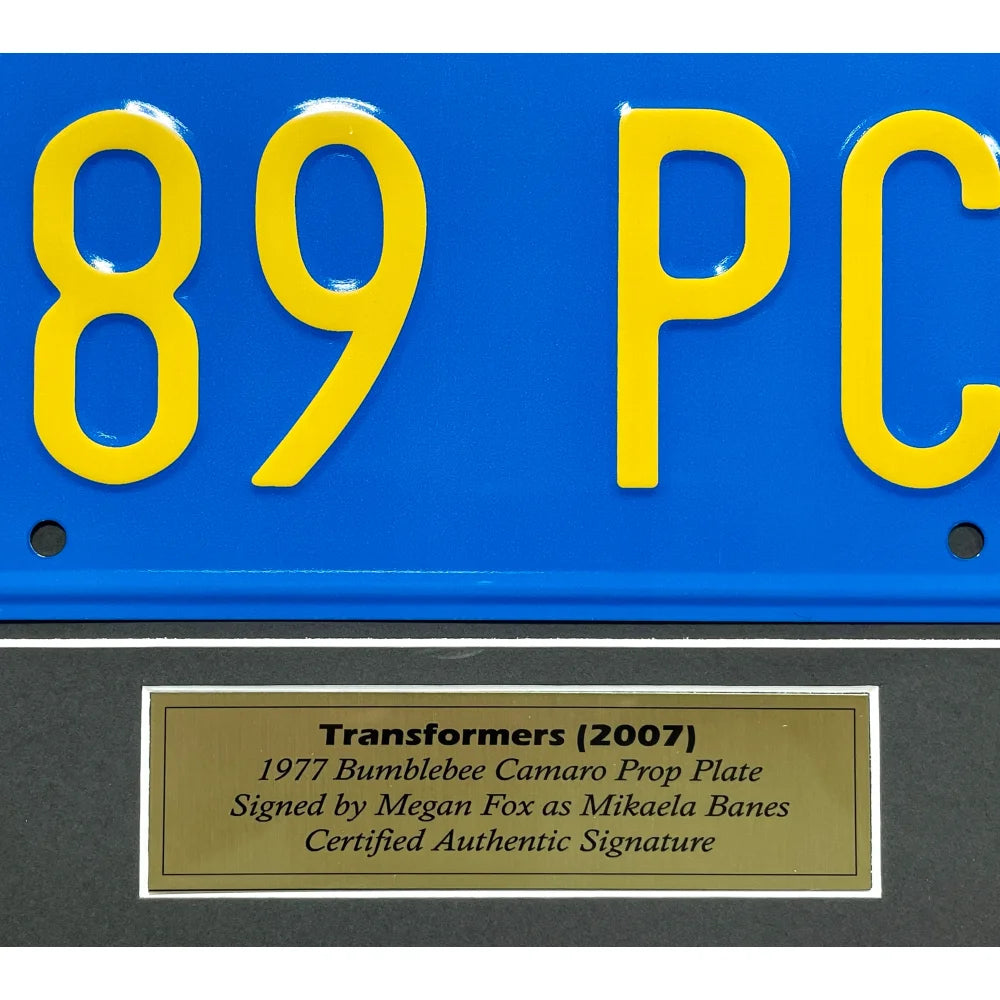 89 PC
Transformers (2007)
1977 Bumblebee Camaro Prop Plate
Signed by Megan Fox as Mikaela Banes
Certified Authentic Signature